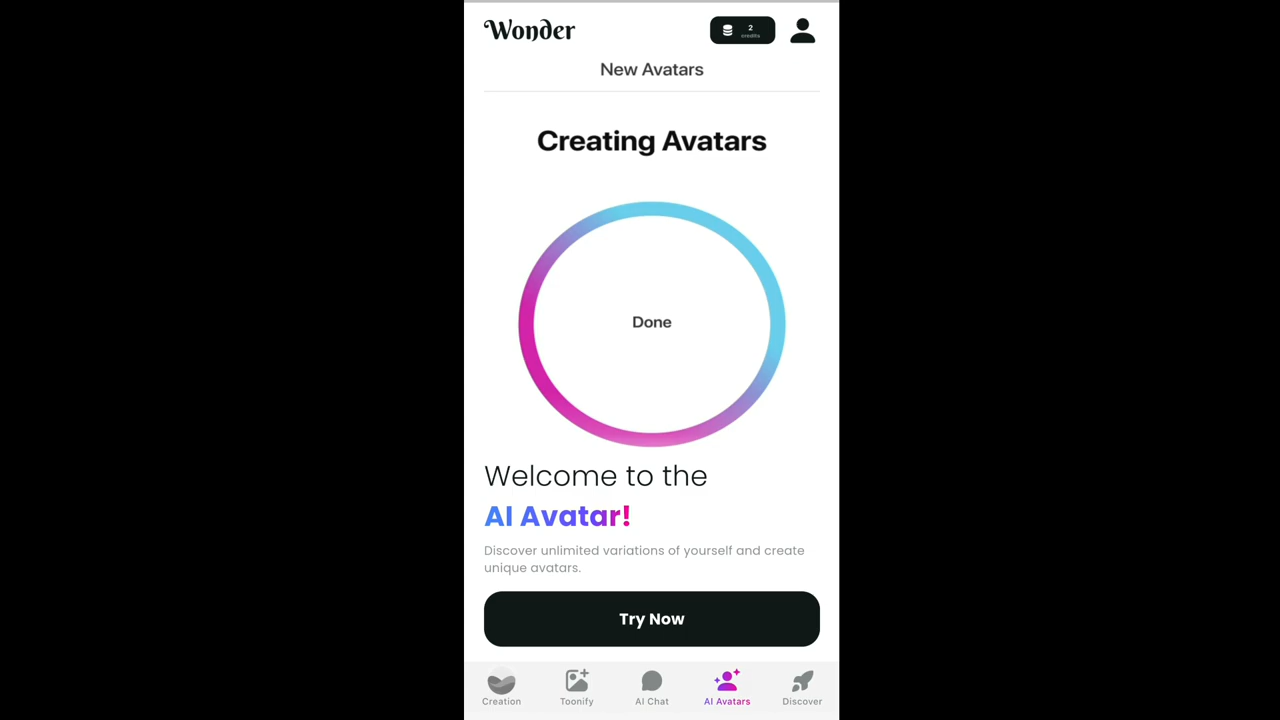 Wonder
2
credits
New Avatars
Creating Avatars
Done
Welcome to the
AI Avatar!
Discover unlimited variations of yourself and create
unique avatars.
Try Now
Creation
Toonify
AI Chat
AI Avatars
Discover